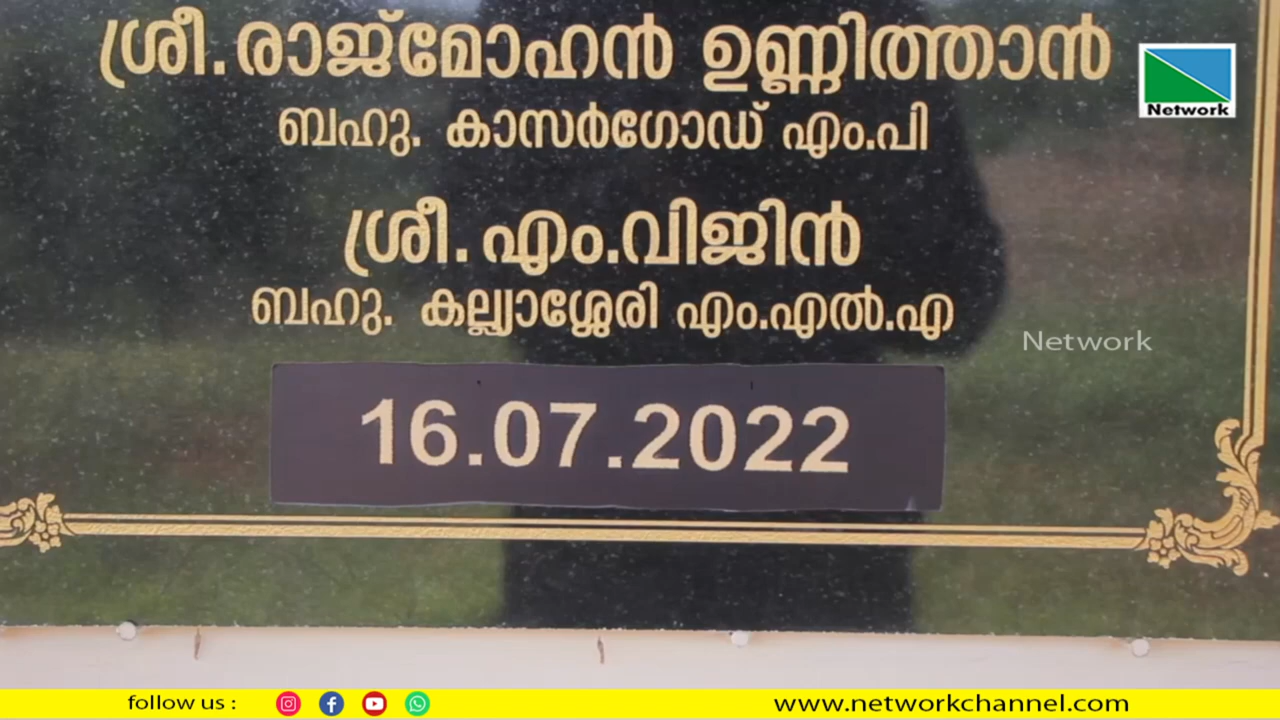 ശ്രീ.രാജ്മോഹൻ ഉണ്ണിത്താൻ
Network
ബഹു. കാസർഗോഡ് എം.പി
ശ്രീ.എം.വിജിൻ
ബഹു. കല്ല്യാശ്ശേരി എം.എൽ.എ
Network
16.07.2022
follow us :
www.networkchannel.com